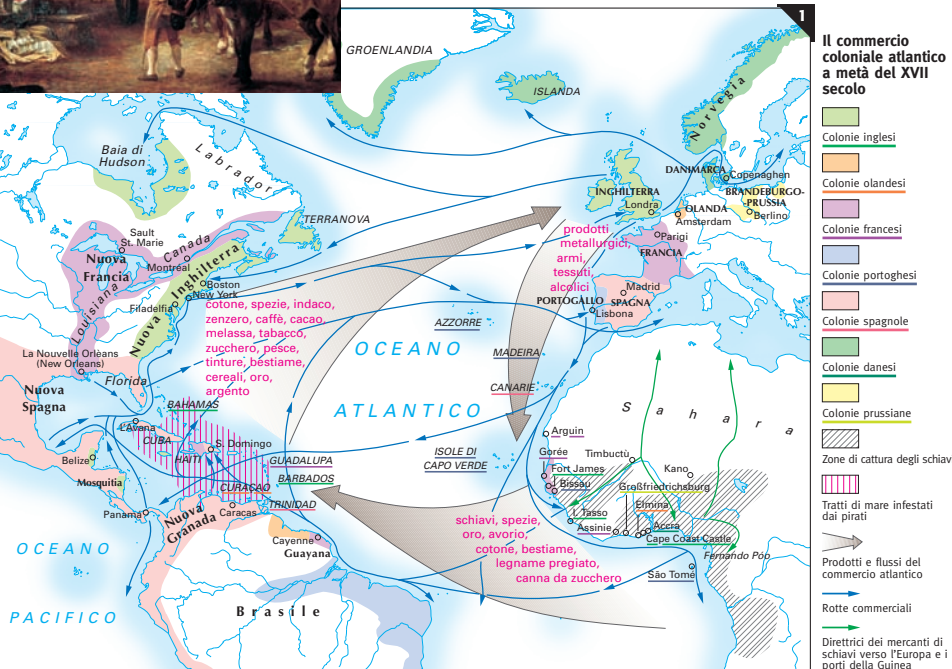 1
Il commercio
coloniale atlantico
a metà del XVII
secolo
Colonie inglesi
Colonie olandesi
Colonie francesi
Colonie portoghesi
Colonie spagnole
Colonie danesi
Colonie prussiane
Zone di cattura degli schiavi
Tratti di mare infestati
dai pirati
Prodotti e flussi del
commercio atlantico
Rotte commerciali
Direttrici dei mercanti di
schiavi verso l'Europa e i
porti della Guinea
GROENLANDIA
ISLANDA
Norvegia
Baia di
Hudson
Labrador
TERRANOVA
DANIMARCA
Copenaghen
BRANDEBURGO-
PRUSSIA
Berlino
INGHILTERRA
Londra
OLANDA
Amsterdam
Parigi
FRANCIA
Madrid
PORTOGALLO
SPAGNA
Lisbona
prodotti
metallurgici,
armi,
tessuti,
alcolici
Sault
St. Marie
Canada
Nuova
Francia
Montréal
Louisiana
Nuova Inghilterra
Boston
New York
Filadelfia
cotone, spezie, indaco,
zenzero, caffè, cacao,
melassa, tabacco,
zucchero, pesce,
tinture, bestiame,
cereali, oro,
argento
La Nouvelle Orléans
(New Orleans)
Florida
Nuova
Spagna
OCEANO
ATLANTICO
AZZORRE
MADEIRA
CANARIE
Sahara
BAHAMAS
L'Avana
CUBA
HAITI
S. Domingo
GUADALUPA
BARBADOS
CURAÇAO
TRINIDAD
Belize
Mosquitia
Panamá
Nuova
Granada
Caracas
Cayenne
Guayana
ISOLE DI
CAPO VERDE
Arguin
Gorée
Timbuctù
Fort James
Bissau
Kano
Großfriedrichsburg
I. Tasso
Elmina
Assinie
Accra
Cape Coast Castle
Fernando Póo
São Tomé
schiavi, spezie,
oro, avorio,
cotone, bestiame,
legname pregiato,
canna da zucchero
OCEANO
PACIFICO
Brasile